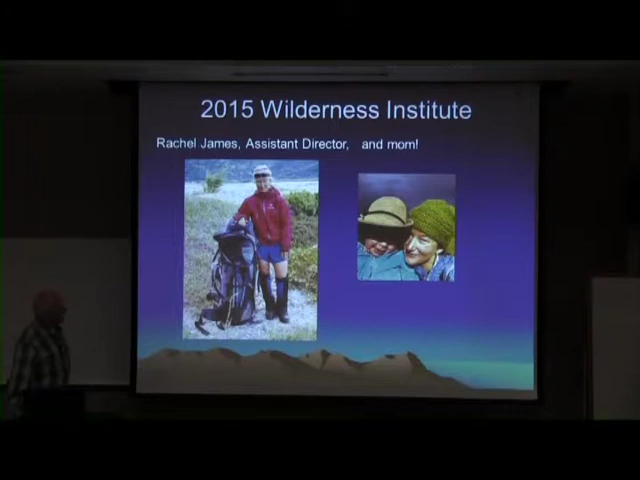 2015 Wilderness Institute
Rachel James, Assistant Director, and mom!